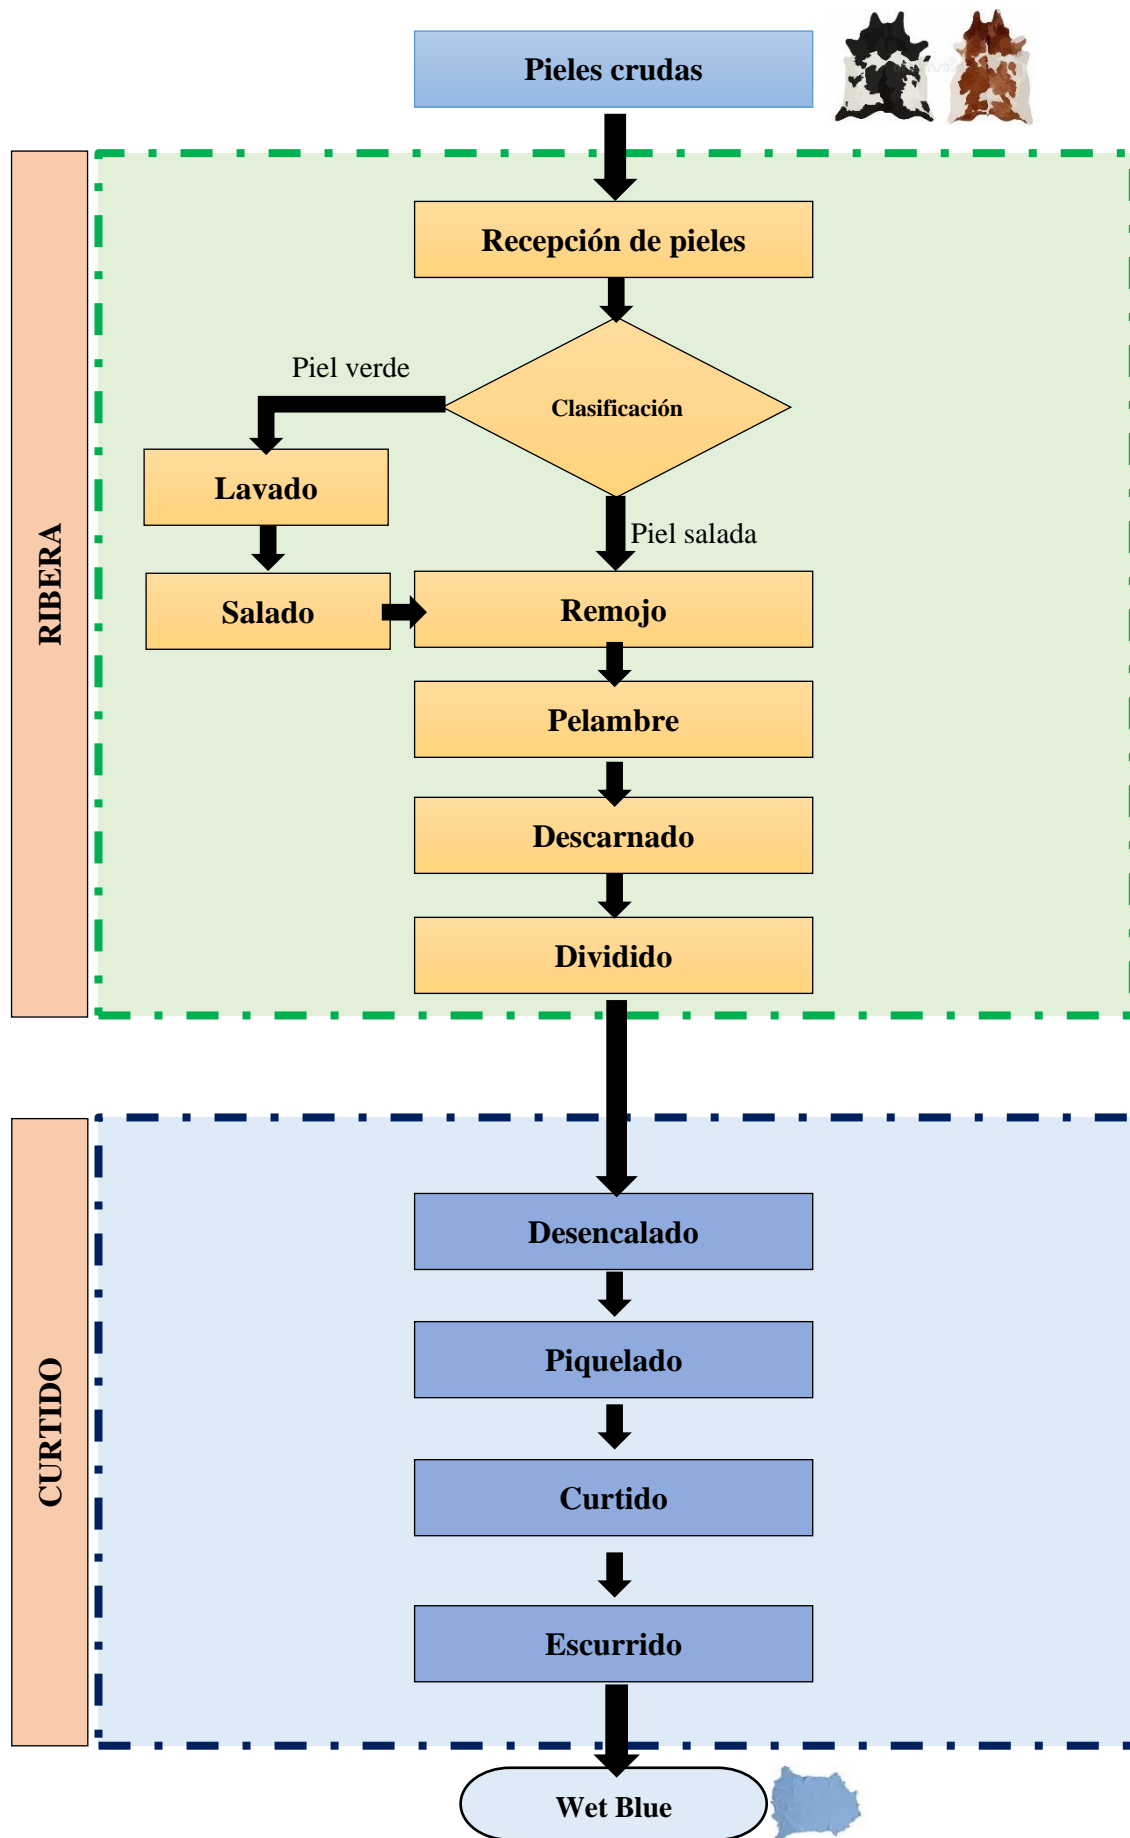 Pieles crudas
RIBERA
Recepción de pieles
Clasificación
Piel verde
Lavado
Piel salada
Salado
Remojo
Pelambre
Descarnado
Dividido
CURTIDO
Desencalado
Piquelado
Curtido
Escurrido
Wet Blue